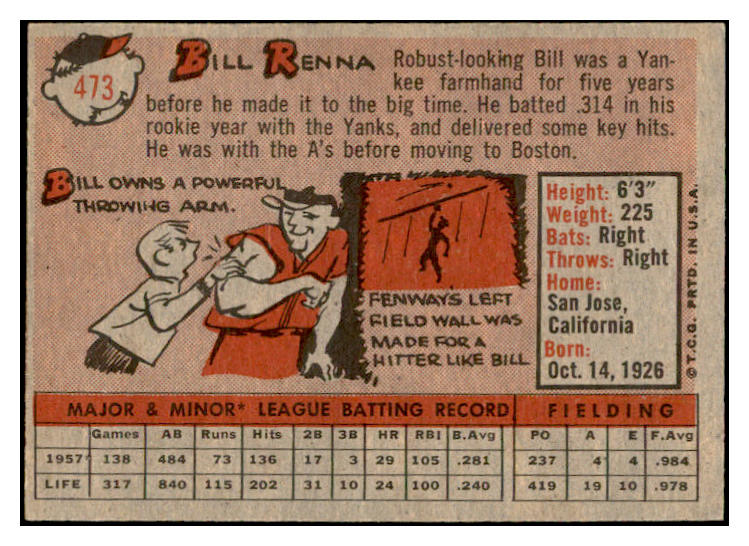 473
BILL RENNA
Robust-looking Bill was a Yan-
kee farmhand for five years
before he made it to the big time. He batted .314 in his
rookie year with the Yanks, and delivered some key hits.
He was with the A's before moving to Boston.
BILL OWNS A POWERFUL
THROWING ARM.
FENWAY'S LEFT
FIELD WALL WAS
MADE FOR A
HITTER LIKE BILL
Height: 6'3"
Weight: 225
Bats: Right
Throws: Right
Home:
San Jose,
California
Born:
Oct. 14, 1926
© T.C.G. PRTD. IN U.S.A.
MAJOR & MINOR* LEAGUE BATTING RECORD FIELDING
Games AB Runs Hits 2B 3B HR RBI B.Avg PO A E F.Avg
1957* 138 484 73 136 17 3 29 105 .281 237 4 4 .984
LIFE 317 840 115 202 31 10 24 100 .240 419 19 10 .978